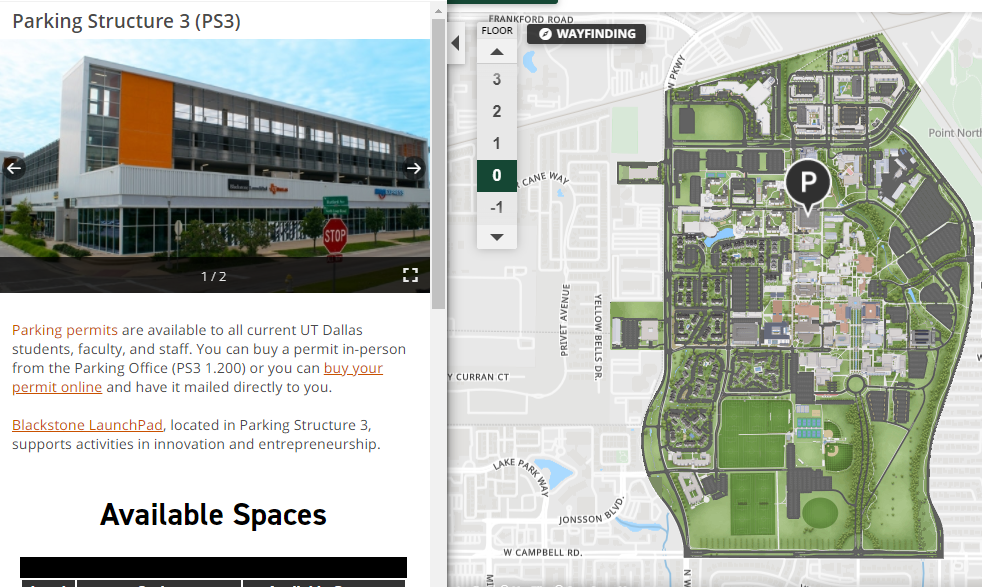 Parking Structure 3 (PS3)
STOP
1 / 2
Parking permits are available to all current UT Dallas
students, faculty, and staff. You can buy a permit in-person
from the Parking Office (PS3 1.200) or you can buy your
permit online and have it mailed directly to you.
Blackstone LaunchPad, located in Parking Structure 3,
supports activities in innovation and entrepreneurship.
Available Spaces
FLOOR
3
2
1
0
-1
WAYFINDING
FRANKFORD ROAD
W PKWY
CANE WAY
Point North
P
PRIVET AVENUE
YELLOW BELLS DR.
Y CURRAN CT
LAKE PARK WAY
JONSSON BLVD.
W CAMPBELL RD.
N W